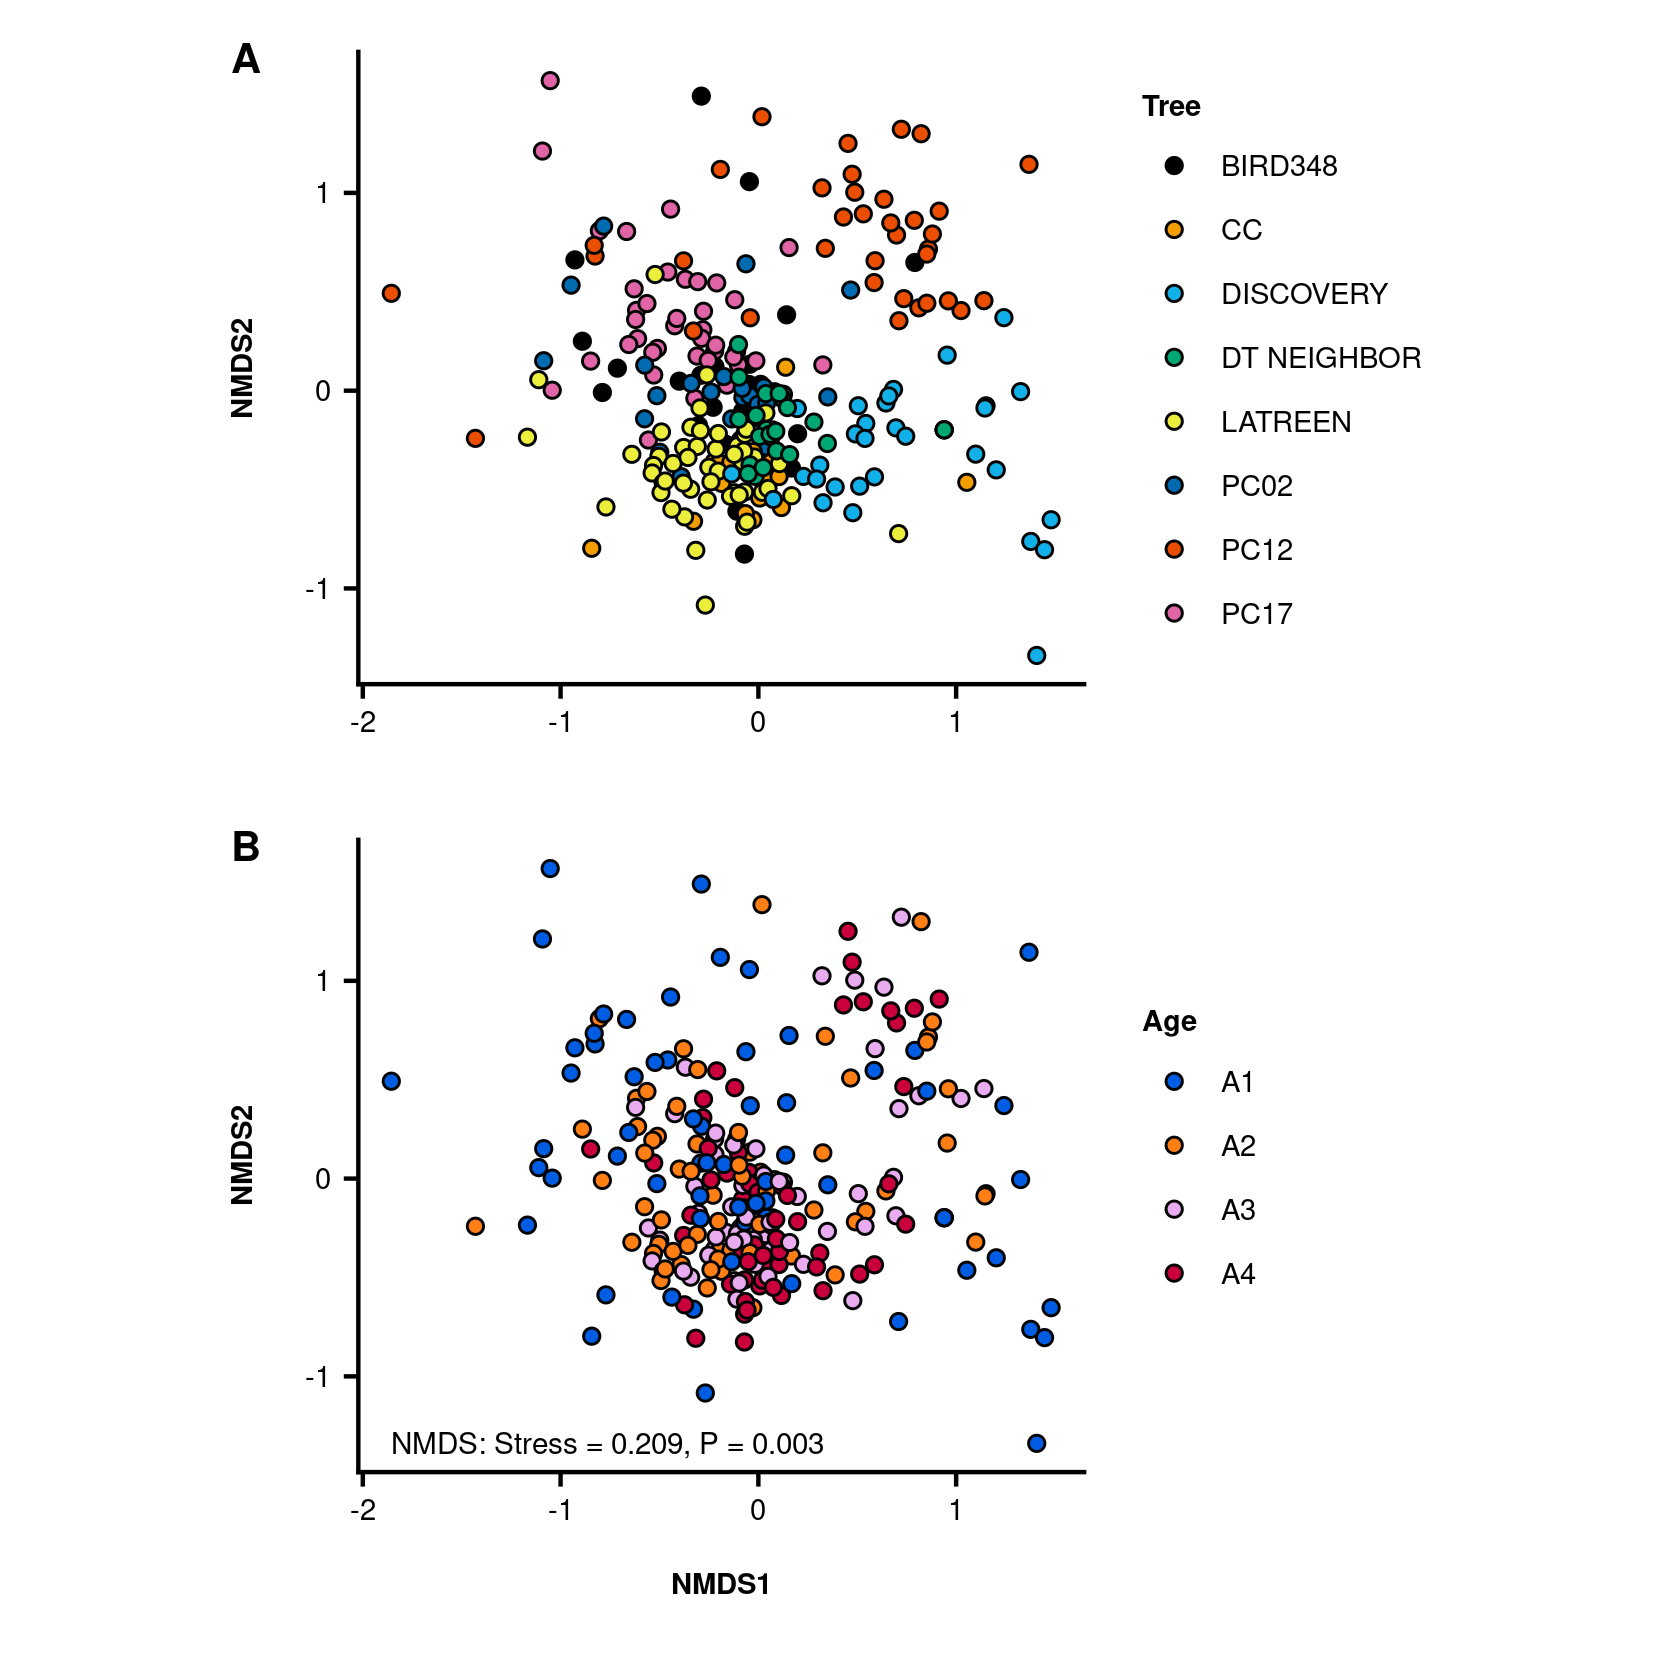 A
NMDS2
1
0
-1
-2 -1 0 1
Tree
BIRD348
CC
DISCOVERY
DT NEIGHBOR
LATREEN
PC02
PC12
PC17
B
NMDS2
1
0
-1
NMDS: Stress = 0.209, P = 0.003
-2 -1 0 1
NMDS1
Age
A1
A2
A3
A4